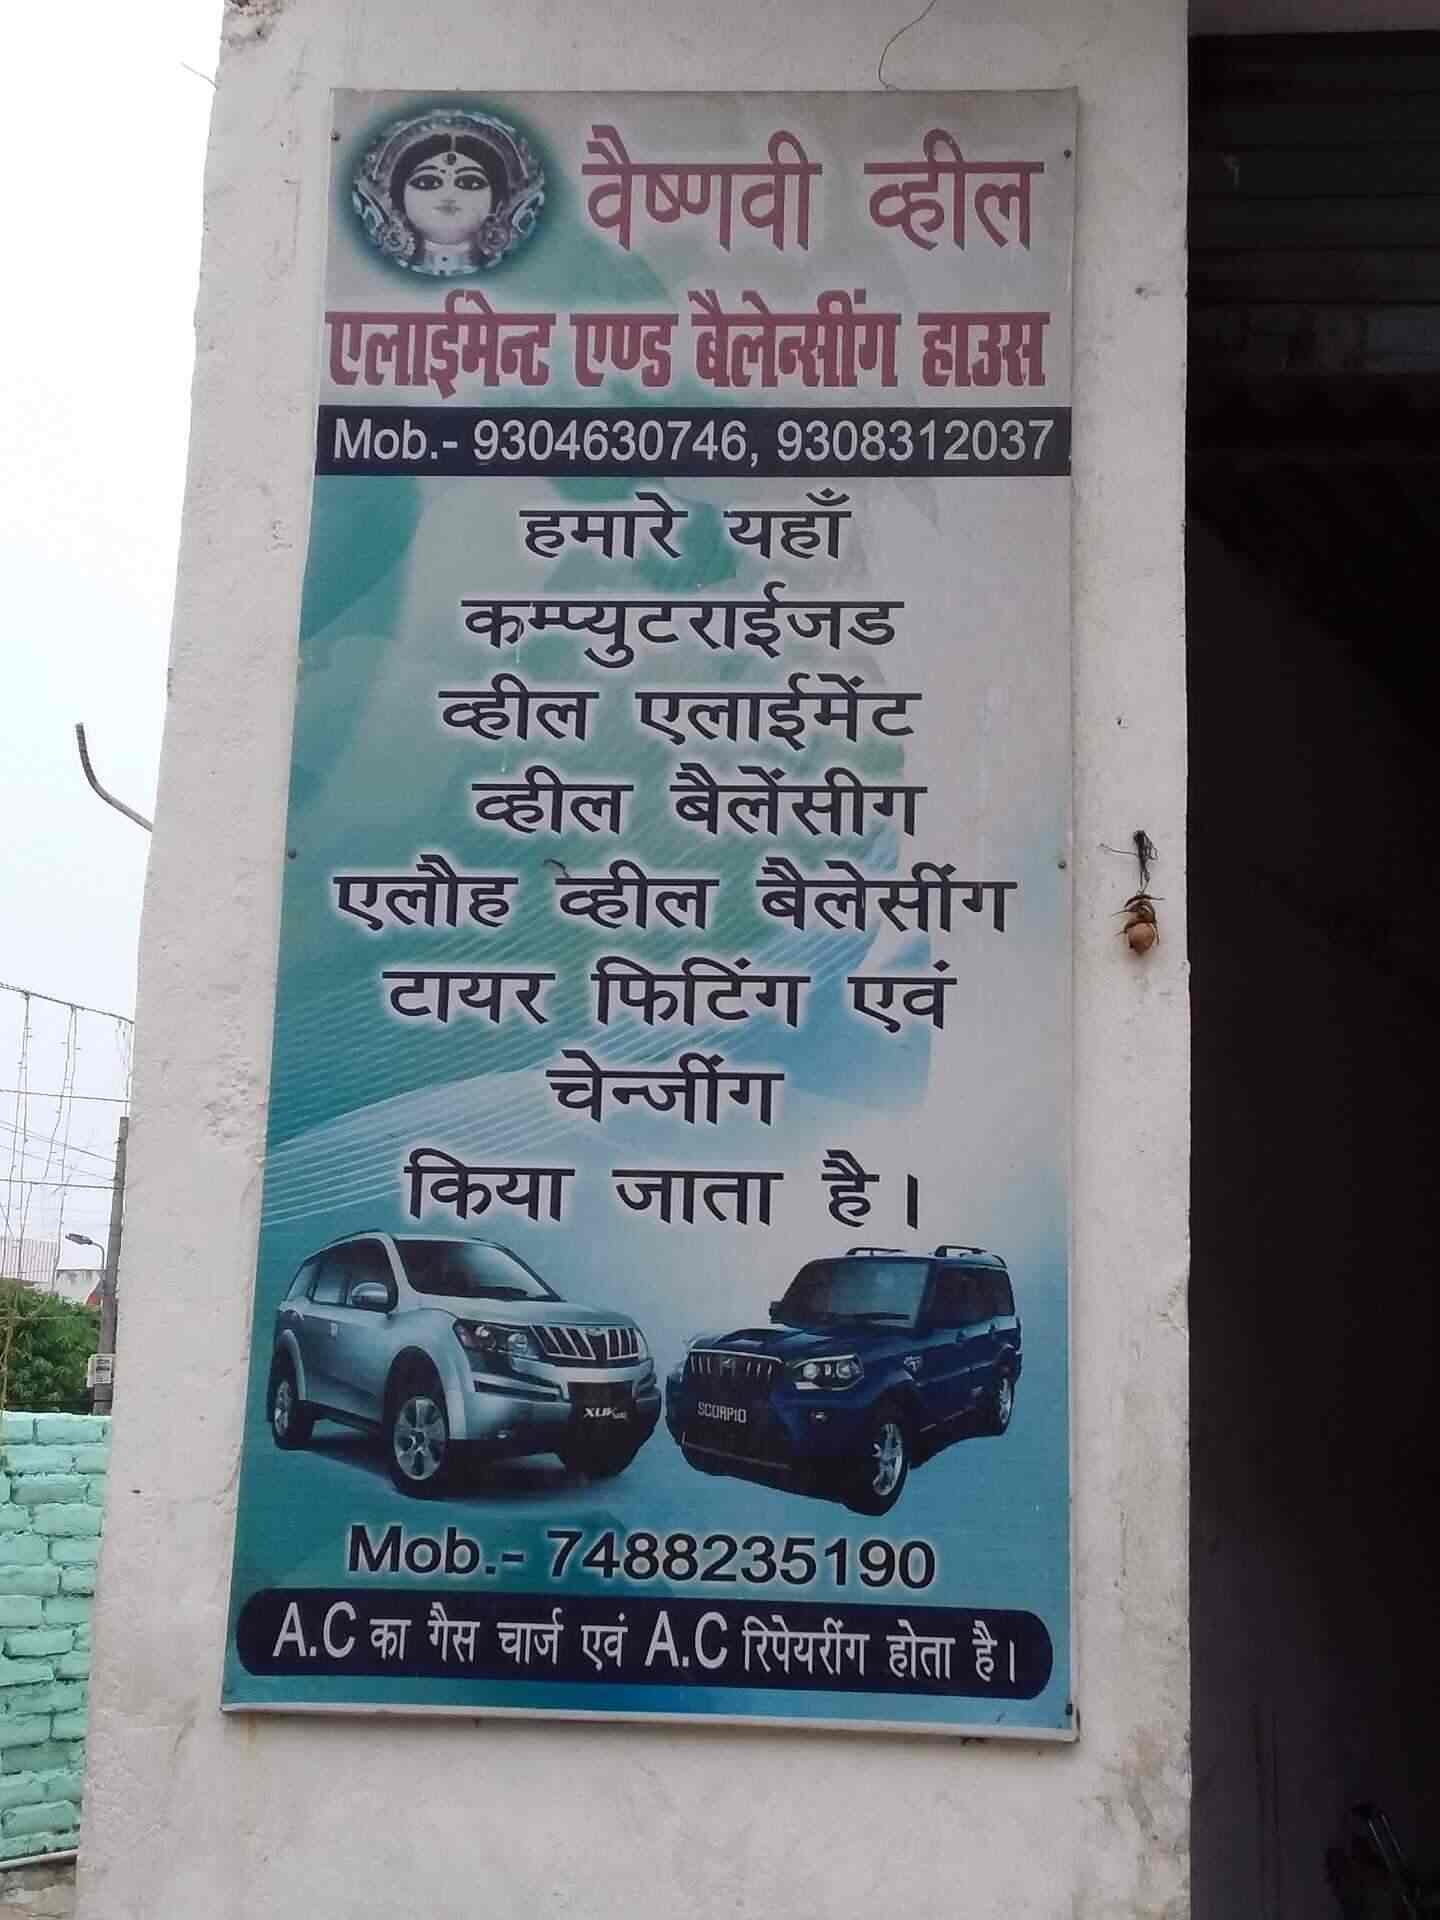 वैष्णवी व्हील
एलाईमेन्ट एण्ड बैलेन्सींग हाउस
Mob.- 9304630746, 9308312037
हमारे यहाँ
कम्प्युटराईजड
व्हील एलाईमेंट
व्हील बैलेंसीग
एलौह व्हील बैलेसींग
टायर फिटिंग एवं
चेन्जींग
किया जाता है।
SCORPIO
Mob.- 7488235190
A.C का गैस चार्ज एवं A.C रिपेयरींग होता है।